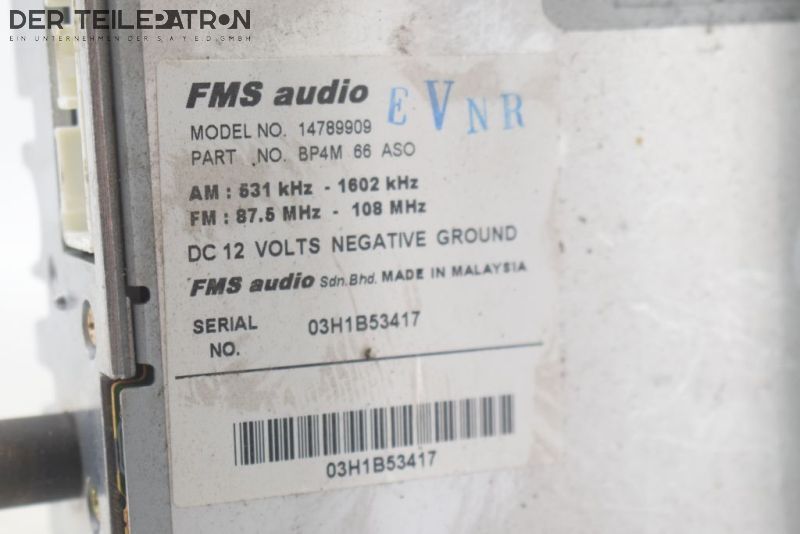 DER TEILEPATRON
EIN UNTERNEHMEN DER S.A.Y.E.D. GMBH
FMS audio
EVNR
MODEL NO. 14789909
PART NO. BP4M 66 ASO
AM : 531 kHz - 1602 kHz
FM : 87.5 MHz - 108 MHz
DC 12 VOLTS NEGATIVE GROUND
FMS audio Sdn.Bhd. MADE IN MALAYSIA
SERIAL NO. 03H1B53417
03H1B53417